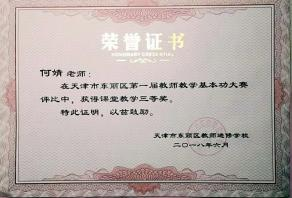 荣誉证书
HONORARY CREDENTIAL
何婧 老师：
在天津市东丽区第一届教师教学基本功大赛
评比中，获得课堂教学三等奖。
特此证明，以兹鼓励。
天津市东丽区教师进修学校
二〇一八年六月